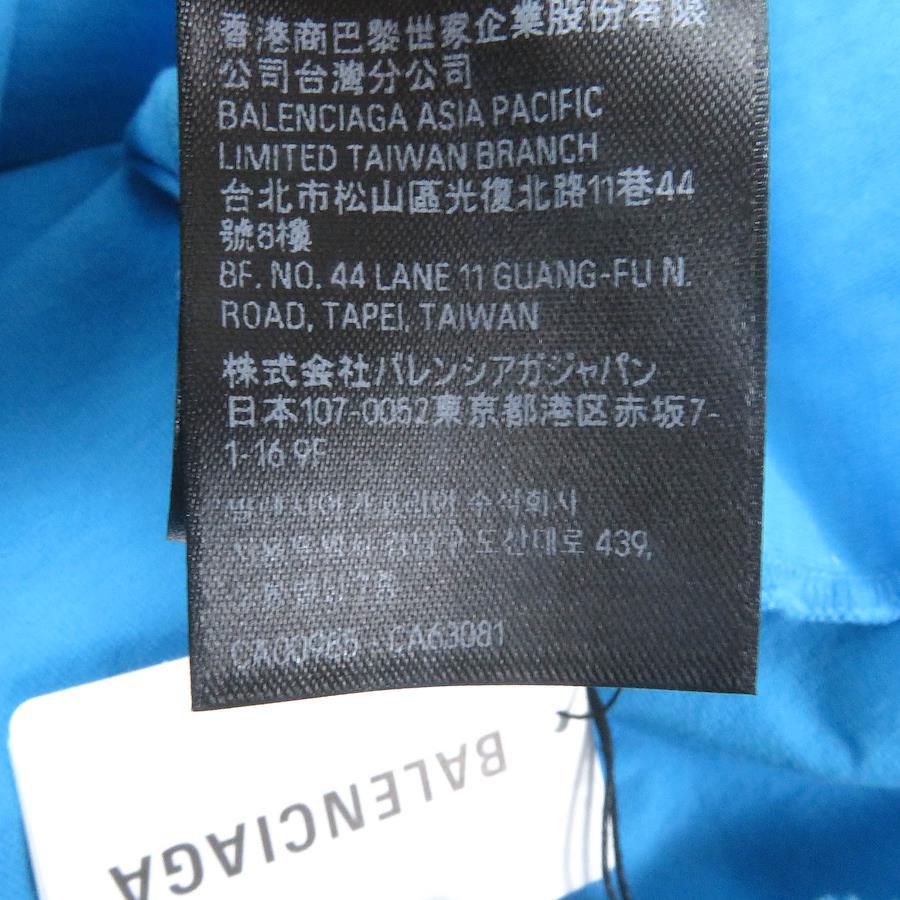 香港商巴黎世家企業股份有限
公司台灣分公司
BALENCIAGA ASIA PACIFIC
LIMITED TAIWAN BRANCH
台北市松山區光復北路11巷44
號8樓
8F. NO. 44 LANE 11 GUANG-FU N.
ROAD, TAPEI, TAIWAN
株式会社バレンシアガジャパン
日本107-0052東京都港区赤坂7-
1-16 9F
수식회사
도산대로 439,
CA00985 - CA63081
BALENCIAGA